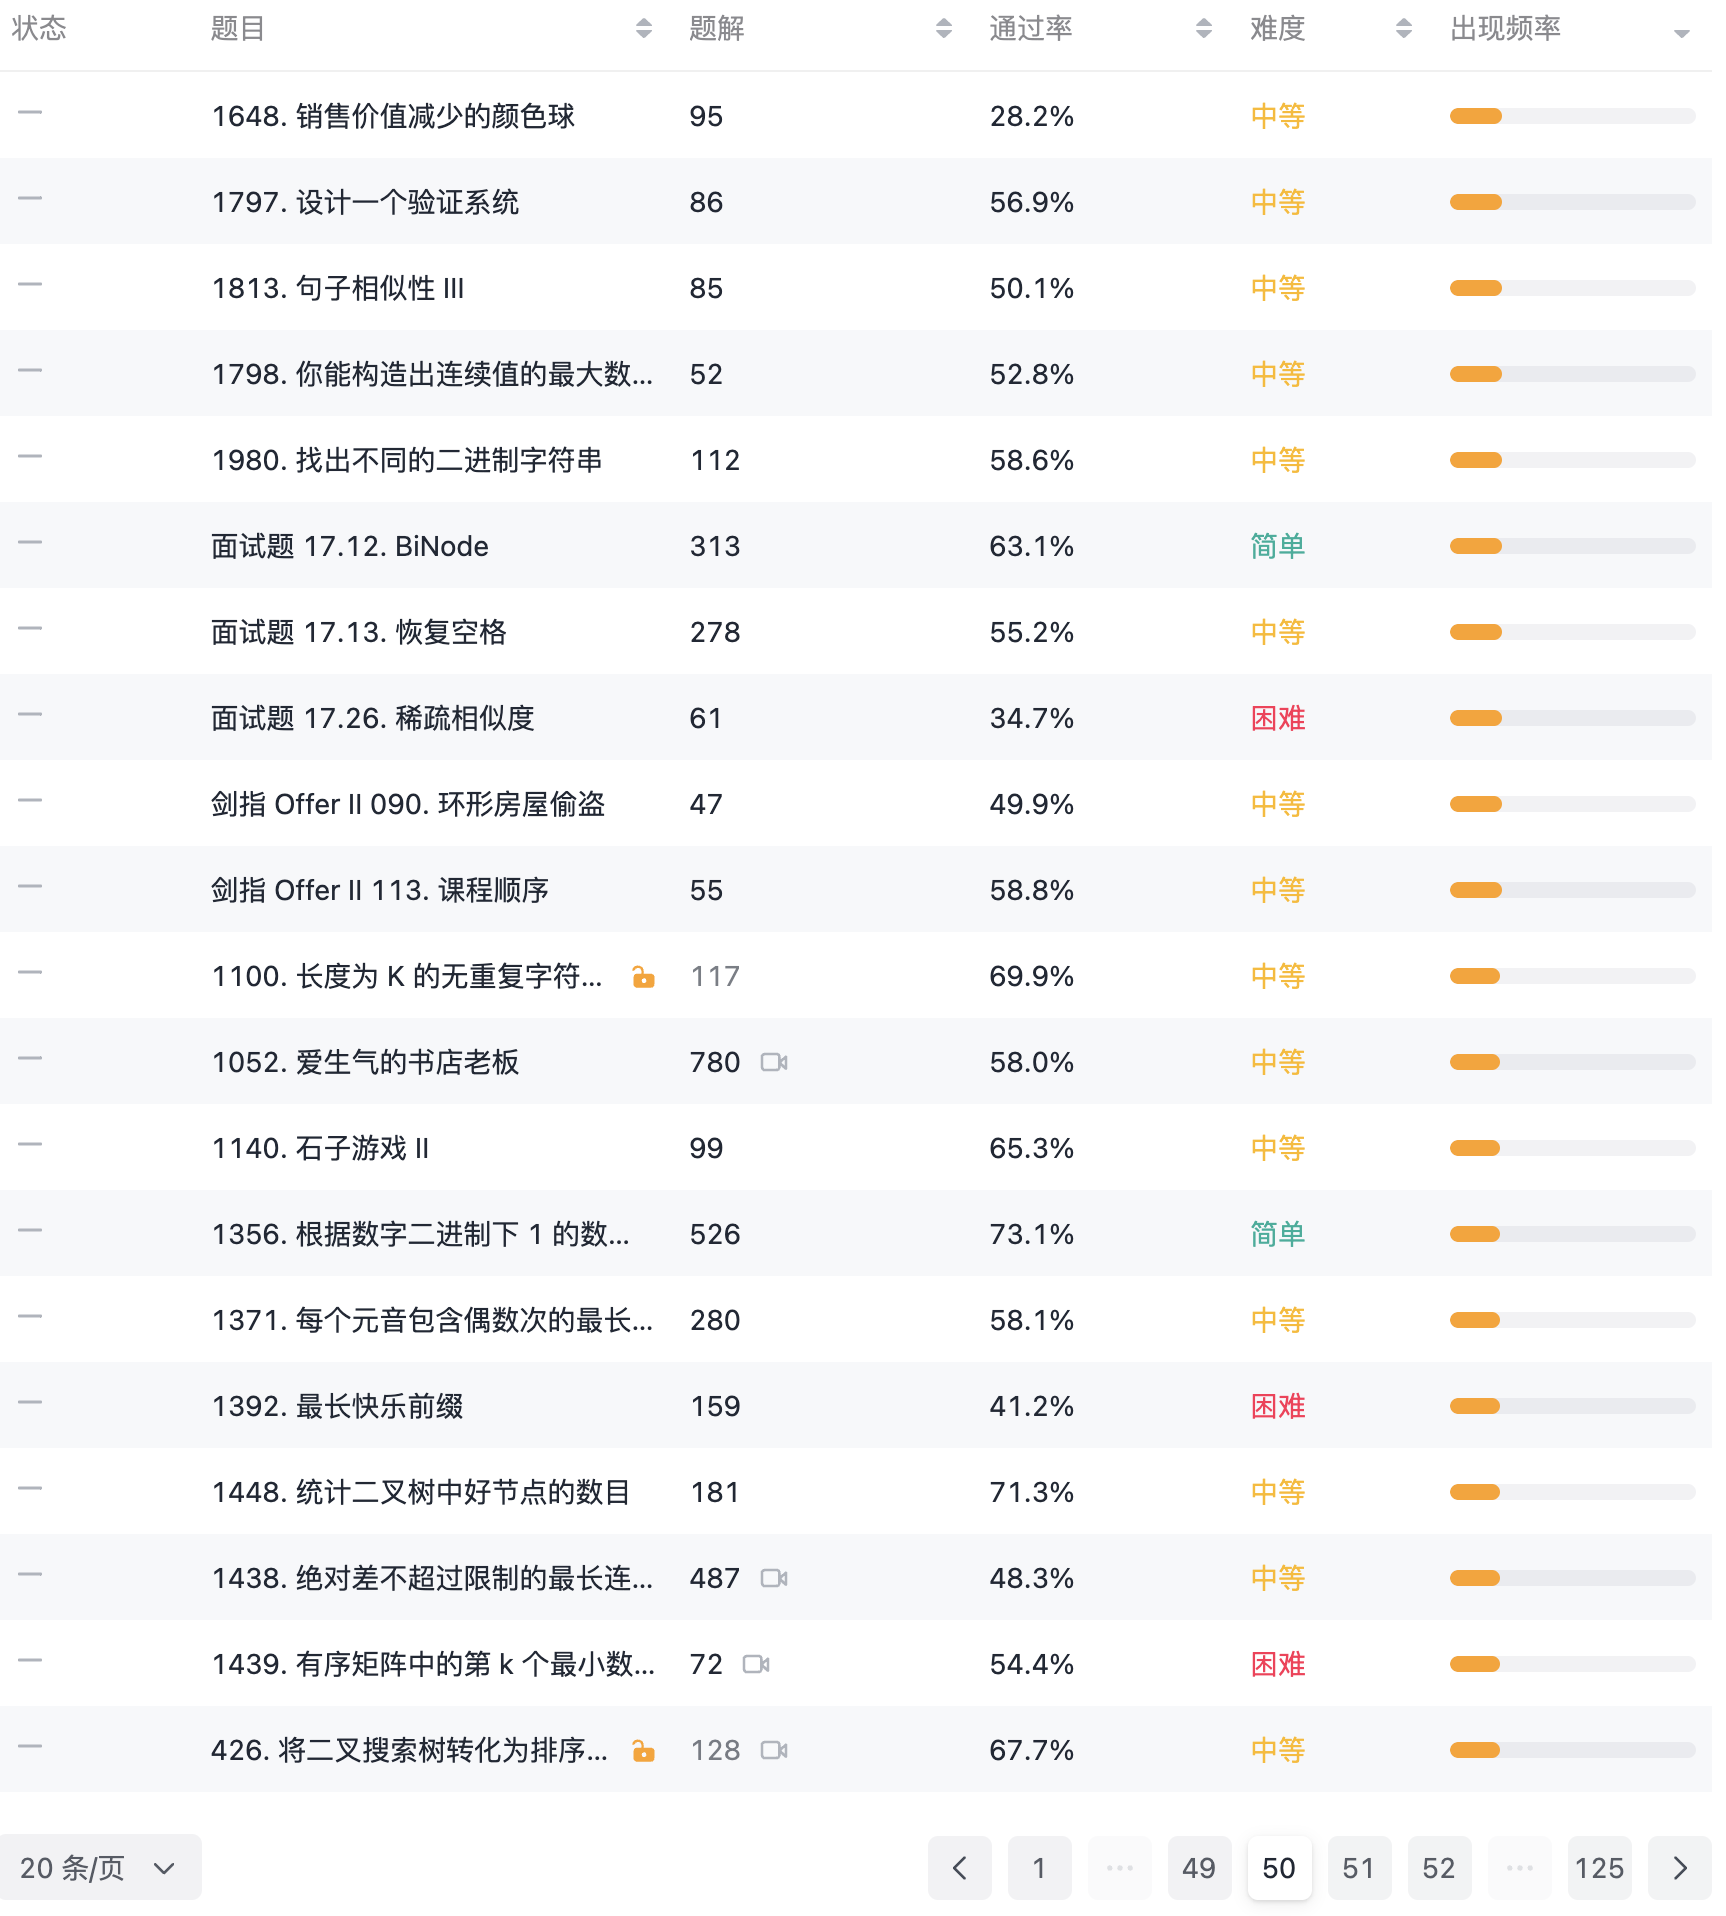 状态 题目 题解 通过率 难度 出现频率
1648. 销售价值减少的颜色球 95 28.2% 中等
1797. 设计一个验证系统 86 56.9% 中等
1813. 句子相似性 III 85 50.1% 中等
1798. 你能构造出连续值的最大数... 52 52.8% 中等
1980. 找出不同的二进制字符串 112 58.6% 中等
面试题 17.12. BiNode 313 63.1% 简单
面试题 17.13. 恢复空格 278 55.2% 中等
面试题 17.26. 稀疏相似度 61 34.7% 困难
剑指 Offer II 090. 环形房屋偷盗 47 49.9% 中等
剑指 Offer II 113. 课程顺序 55 58.8% 中等
1100. 长度为 K 的无重复字符... 117 69.9% 中等
1052. 爱生气的书店老板 780 58.0% 中等
1140. 石子游戏 II 99 65.3% 中等
1356. 根据数字二进制下 1 的数... 526 73.1% 简单
1371. 每个元音包含偶数次的最长... 280 58.1% 中等
1392. 最长快乐前缀 159 41.2% 困难
1448. 统计二叉树中好节点的数目 181 71.3% 中等
1438. 绝对差不超过限制的最长连... 487 48.3% 中等
1439. 有序矩阵中的第 k 个最小数... 72 54.4% 困难
426. 将二叉搜索树转化为排序... 128 67.7% 中等
20 条/页 1 ... 49 50 51 52 ... 125